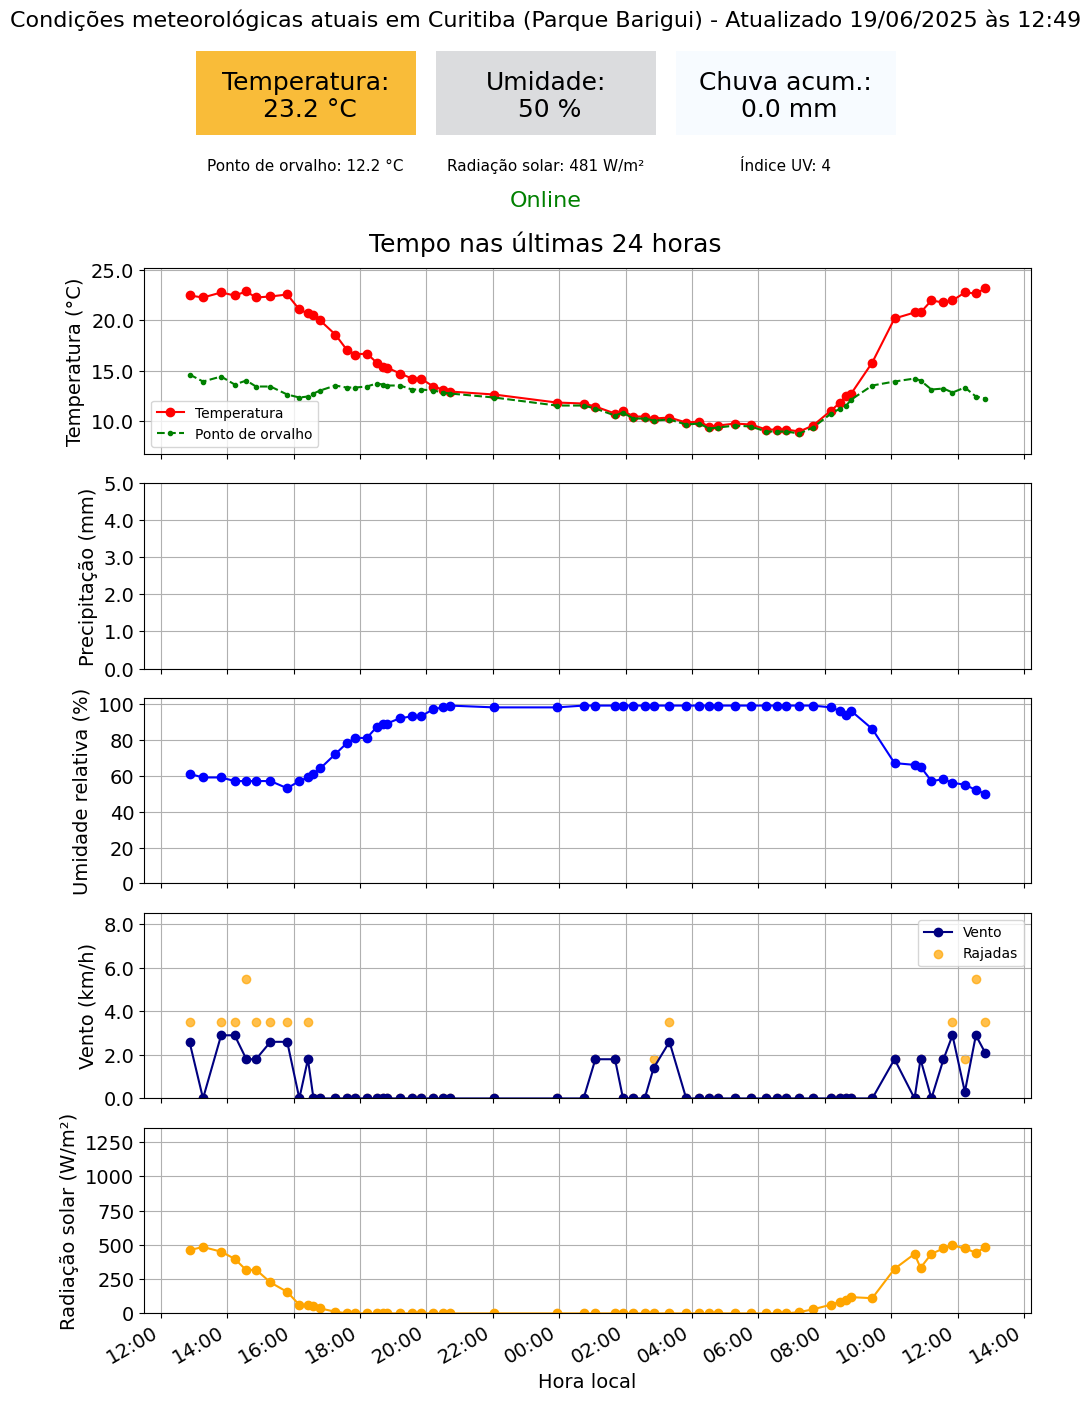 Condições meteorológicas atuais em Curitiba (Parque Barigui) - Atualizado 19/06/2025 às 12:49
Temperatura:
23.2 °C
Umidade:
50 %
Chuva acum.:
0.0 mm
Ponto de orvalho: 12.2 °C
Radiação solar: 481 W/m²
Índice UV: 4
Online
Tempo nas últimas 24 horas
Temperatura (°C)
25.0
20.0
15.0
10.0
Temperatura
Ponto de orvalho
Precipitação (mm)
5.0
4.0
3.0
2.0
1.0
0.0
Umidade relativa (%)
100
80
60
40
20
0
Vento (km/h)
8.0
6.0
4.0
2.0
0.0
Vento
Rajadas
Radiação solar (W/m²)
1250
1000
750
500
250
0
12:00
14:00
16:00
18:00
20:00
22:00
00:00
02:00
04:00
06:00
08:00
10:00
12:00
14:00
Hora local